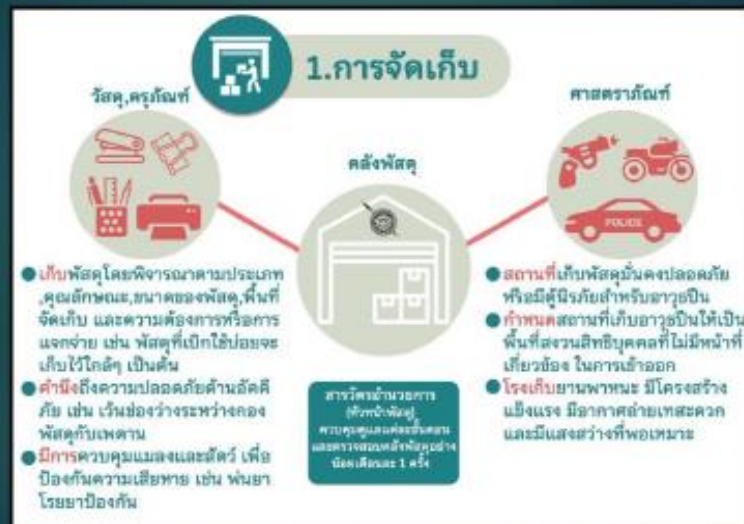 1.การจัดเก็บ
วัสดุ,ครุภัณฑ์
ศาสตราภัณฑ์
คลังพัสดุ
POLICE
เก็บพัสดุโดยพิจารณาตามประเภท
,คุณลักษณะ,ขนาดของพัสดุ,พื้นที่
จัดเก็บ และความต้องการหรือการ
แจกจ่าย เช่น พัสดุที่เบิกใช้บ่อยจะ
เก็บไว้ใกล้ๆ เป็นต้น
คำนึงถึงความปลอดภัยด้านอัคคี
ภัย เช่น เว้นช่องว่างระหว่างกอง
พัสดุกับเพดาน
มีการควบคุมแมลงและสัตว์ เพื่อ
ป้องกันความเสียหาย เช่น พ่นยา
โรยยาป้องกัน
สารวัตรอำนวยการ
(หัวหน้าพัสดุ)
ควบคุมดูแลแต่ละขั้นตอน
และตรวจสอบคลังพัสดุอย่าง
น้อยเดือนละ 1 ครั้ง
สถานที่เก็บพัสดุมั่นคงปลอดภัย
หรือมีตู้นิรภัยสำหรับอาวุธปืน
กำหนดสถานที่เก็บอาวุธปืนให้เป็น
พื้นที่สงวนสิทธิบุคคลที่ไม่มีหน้าที่
เกี่ยวข้อง ในการเข้าออก
โรงเก็บยานพาหนะ มีโครงสร้าง
แข็งแรง มีอากาศถ่ายเทสะดวก
และมีแสงสว่างที่พอเหมาะ